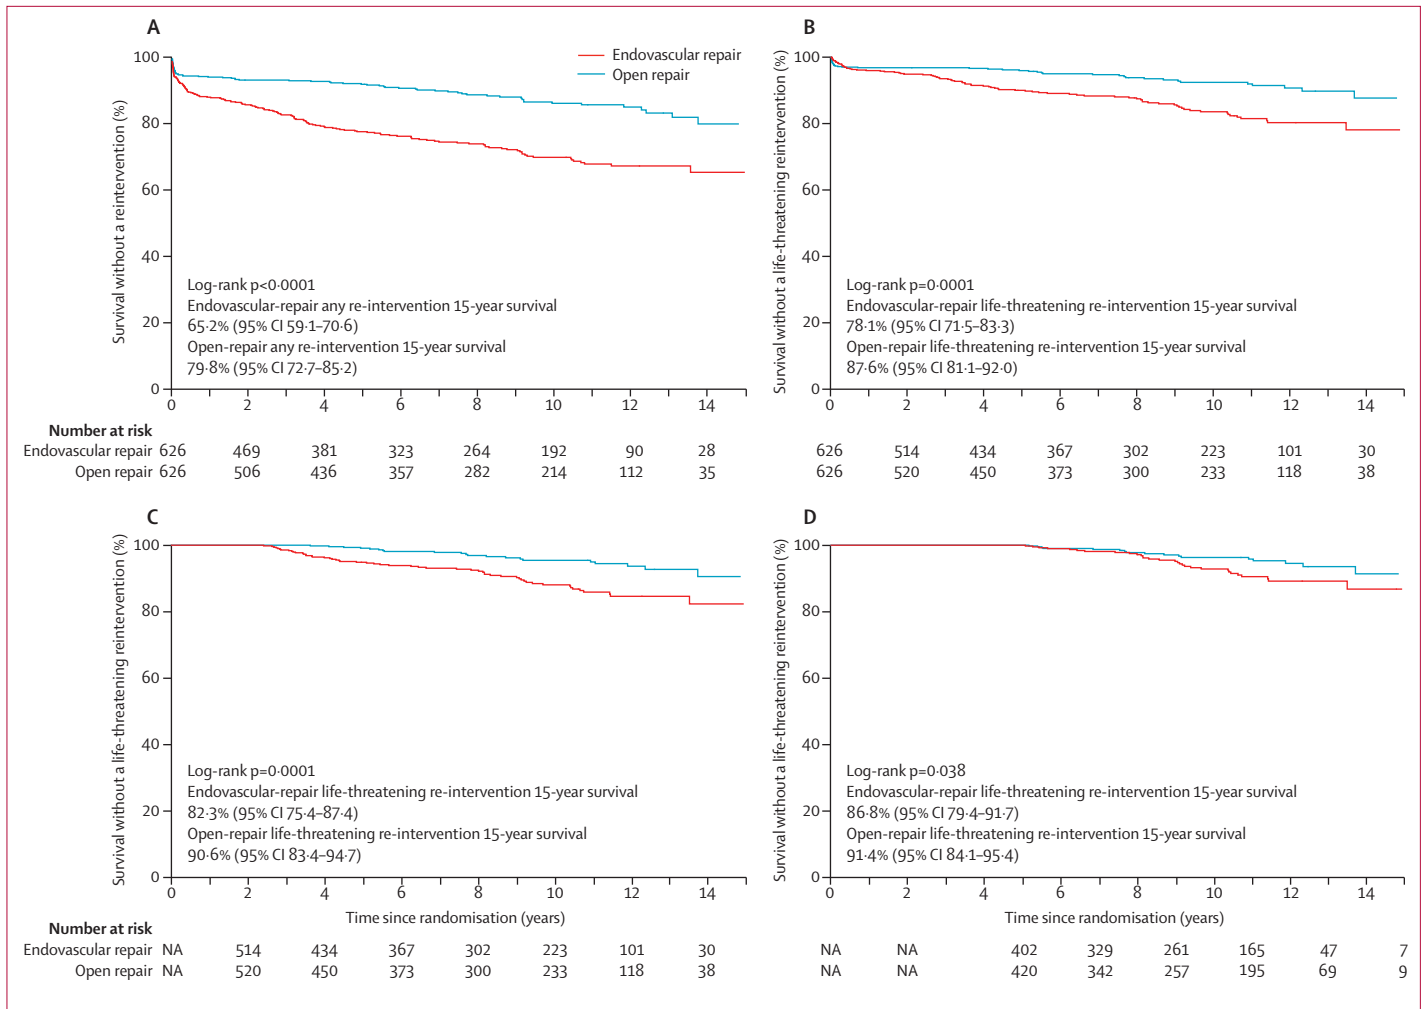 A
Survival without a reintervention (%)
100
80
60
40
20
0
Endovascular repair
Open repair
Log-rank p<0·0001
Endovascular-repair any re-intervention 15-year survival
65·2% (95% CI 59·1–70·6)
Open-repair any re-intervention 15-year survival
79·8% (95% CI 72·7–85·2)
0 2 4 6 8 10 12 14
Number at risk
Endovascular repair 626 469 381 323 264 192 90 28
Open repair 626 506 436 357 282 214 112 35
B
Survival without a life-threatening reintervention (%)
100
80
60
40
20
0
Log-rank p=0·0001
Endovascular-repair life-threatening re-intervention 15-year survival
78·1% (95% CI 71·5–83·3)
Open-repair life-threatening re-intervention 15-year survival
87·6% (95% CI 81·1–92·0)
0 2 4 6 8 10 12 14
626 514 434 367 302 223 101 30
626 520 450 373 300 233 118 38
C
Survival without a life-threatening reintervention (%)
100
80
60
40
20
0
Log-rank p=0·0001
Endovascular-repair life-threatening re-intervention 15-year survival
82·3% (95% CI 75·4–87·4)
Open-repair life-threatening re-intervention 15-year survival
90·6% (95% CI 83·4–94·7)
0 2 4 6 8 10 12 14
Time since randomisation (years)
Number at risk
Endovascular repair NA 514 434 367 302 223 101 30
Open repair NA 520 450 373 300 233 118 38
D
Survival without a life-threatening reintervention (%)
100
80
60
40
20
0
Log-rank p=0·038
Endovascular-repair life-threatening re-intervention 15-year survival
86·8% (95% CI 79·4–91·7)
Open-repair life-threatening re-intervention 15-year survival
91·4% (95% CI 84·1–95·4)
0 2 4 6 8 10 12 14
Time since randomisation (years)
NA NA 402 329 261 165 47 7
NA NA 420 342 257 195 69 9